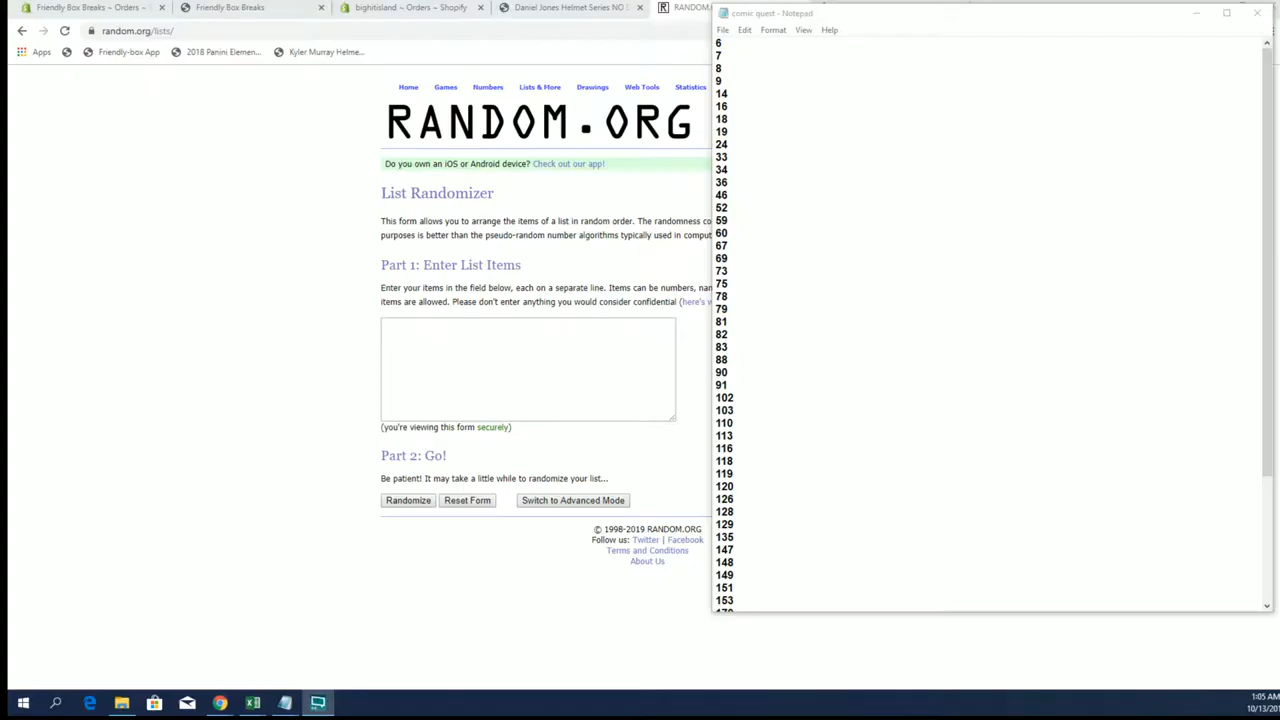 Friendly Box Breaks ~ Orders ~ S
Friendly Box Breaks
bighitisland ~ Orders ~ Shopify
Daniel Jones Helmet Series NO
RANDOM.
random.org/lists/
Apps
Friendly-box App
2018 Panini Elemen...
Kyler Murray Helme...
Home Games Numbers Lists & More Drawings Web Tools Statistics
RANDOM.ORG
Do you own an iOS or Android device? Check out our app!
List Randomizer
This form allows you to arrange the items of a list in random order. The randomness co
purposes is better than the pseudo-random number algorithms typically used in comput
Part 1: Enter List Items
Enter your items in the field below, each on a separate line. Items can be numbers, nar
items are allowed. Please don't enter anything you would consider confidential (here's w
(you're viewing this form securely)
Part 2: Go!
Be patient! It may take a little while to randomize your list...
Randomize Reset Form Switch to Advanced Mode
© 1998-2019 RANDOM.ORG
Follow us: Twitter | Facebook
Terms and Conditions
About Us
comic quest - Notepad
File Edit Format View Help
6
7
8
9
14
16
18
19
24
33
34
36
46
52
59
60
67
69
73
75
78
79
81
82
83
88
90
91
102
103
110
113
116
118
119
120
126
128
129
135
147
148
149
151
153
1:05 AM
10/13/201